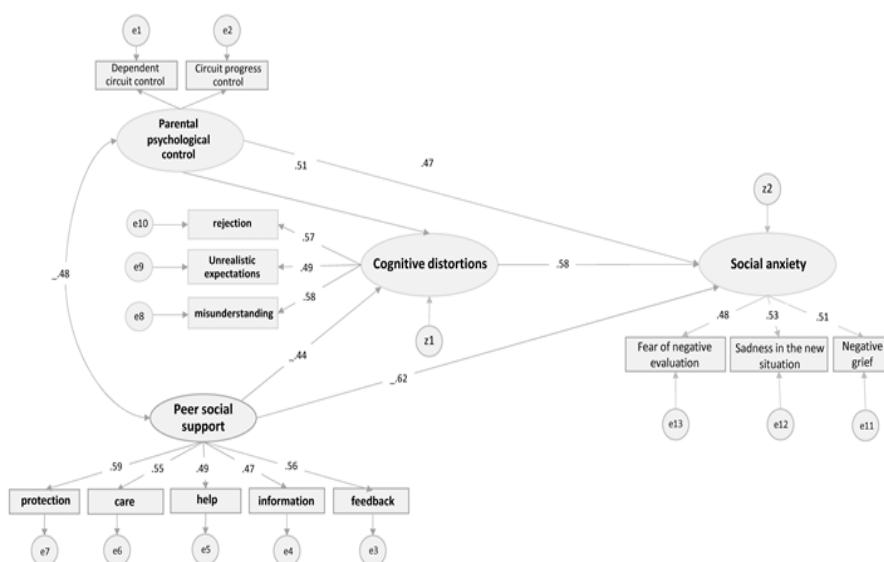 e1
e2
Dependent
circuit control
Circuit progress
control
Parental
psychological
control
.51
.47
z2
e10
rejection
.57
e9
Unrealistic
expectations
.49
Cognitive distortions
.58
Social anxiety
_.48
.58
e8
misunderstanding
z1
.48
.53
.51
_.44
Fear of negative
evaluation
Sadness in the new
situation
Negative
grief
_.62
Peer social
support
e13
e12
e11
.59
.55
.49
.47
.56
protection
care
help
information
feedback
e7
e6
e5
e4
e3